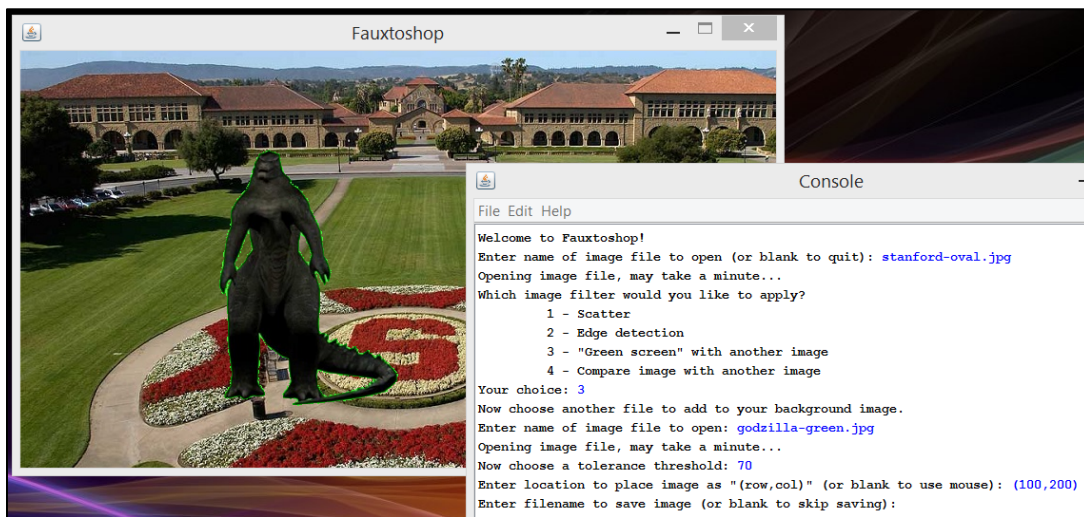 Fauxtoshop
Console
File Edit Help
Welcome to Fauxtoshop!
Enter name of image file to open (or blank to quit): stanford-oval.jpg
Opening image file, may take a minute...
Which image filter would you like to apply?
1 - Scatter
2 - Edge detection
3 - "Green screen" with another image
4 - Compare image with another image
Your choice: 3
Now choose another file to add to your background image.
Enter name of image file to open: godzilla-green.jpg
Opening image file, may take a minute...
Now choose a tolerance threshold: 70
Enter location to place image as "(row,col)" (or blank to use mouse): (100,200)
Enter filename to save image (or blank to skip saving):